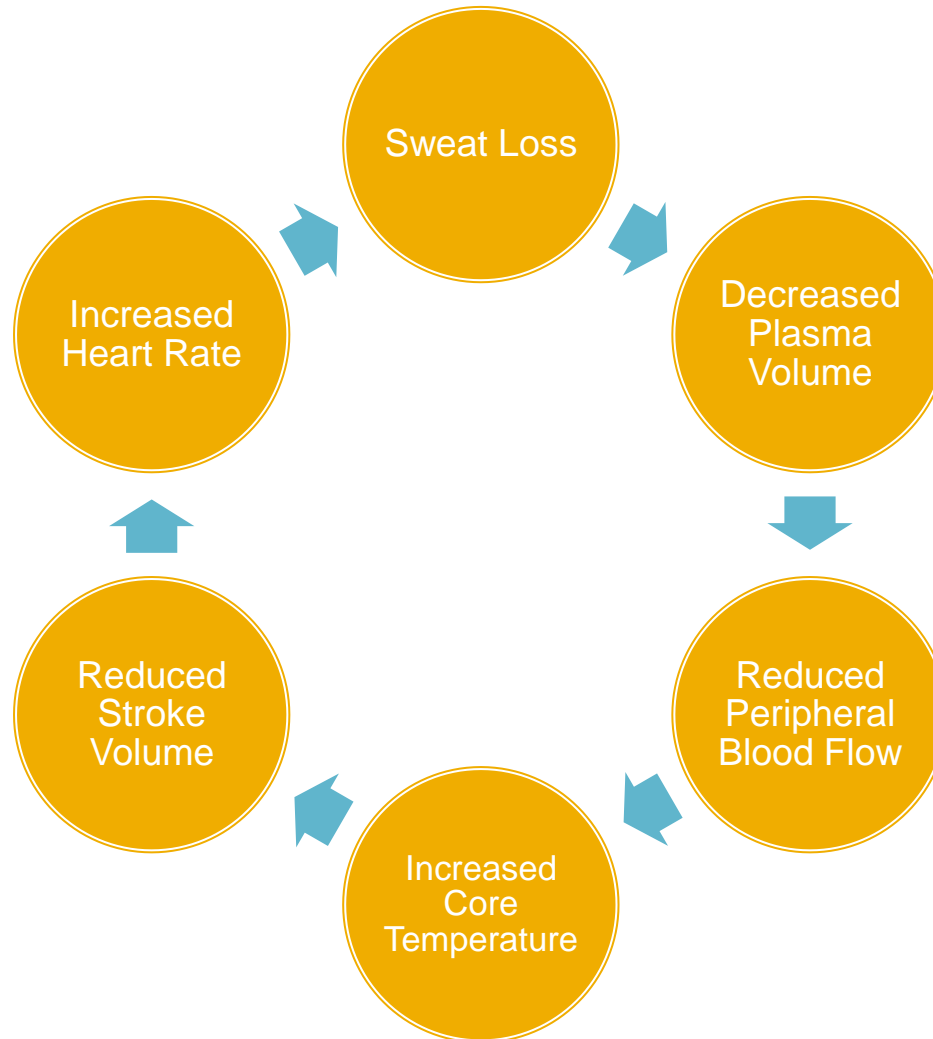 Sweat Loss
Decreased
Plasma
Volume
Reduced
Peripheral
Blood Flow
Increased
Core
Temperature
Reduced
Stroke
Volume
Increased
Heart Rate